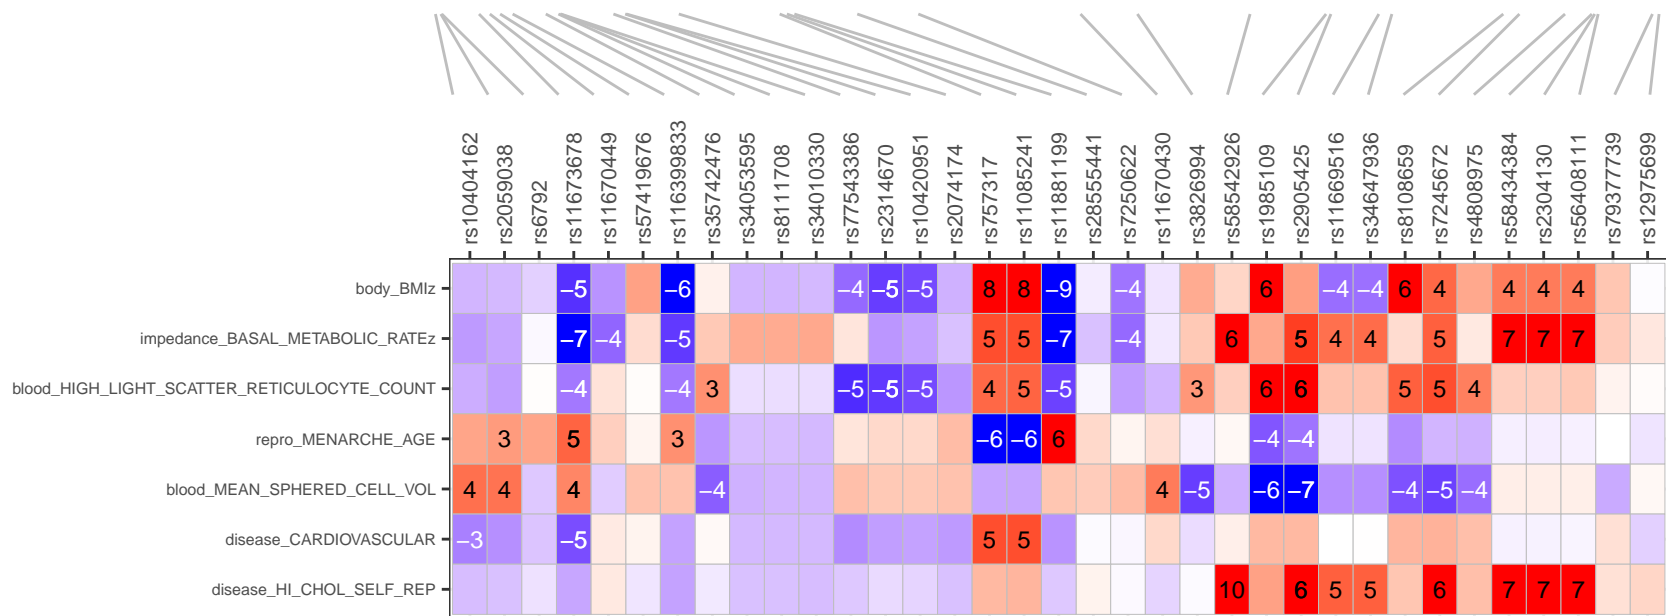 rs10404162
rs2059038
rs6792
rs11673678
rs11670449
rs57419676
rs116399833
rs35742476
rs34053595
rs8111708
rs34010330
rs77543386
rs2314670
rs10420951
rs2074174
rs757317
rs11085241
rs11881199
rs28555441
rs7250622
rs11670430
rs3826994
rs58542926
rs1985109
rs2905425
rs11669516
rs34647936
rs8108659
rs7245672
rs4808975
rs58434384
rs2304130
rs56408111
rs79377739
rs12975699
body_BMIz −5 −6 −4 −5 −5 8 8 −9 −4 6 −4 −4 6 4 4 4 4
impedance_BASAL_METABOLIC_RATEz −7 −4 −5 5 5 −7 −4 6 5 4 4 5 7 7 7
blood_HIGH_LIGHT_SCATTER_RETICULOCYTE_COUNT −4 −4 3 −5 −5 −5 4 5 −5 3 6 6 5 5 4
repro_MENARCHE_AGE 3 5 3 −6 −6 6 −4 −4
blood_MEAN_SPHERED_CELL_VOL 4 4 4 −4 4 −5 −6 −7 −4 −5 −4
disease_CARDIOVASCULAR −3 −5 5 5
disease_HI_CHOL_SELF_REP 10 6 5 5 6 7 7 7